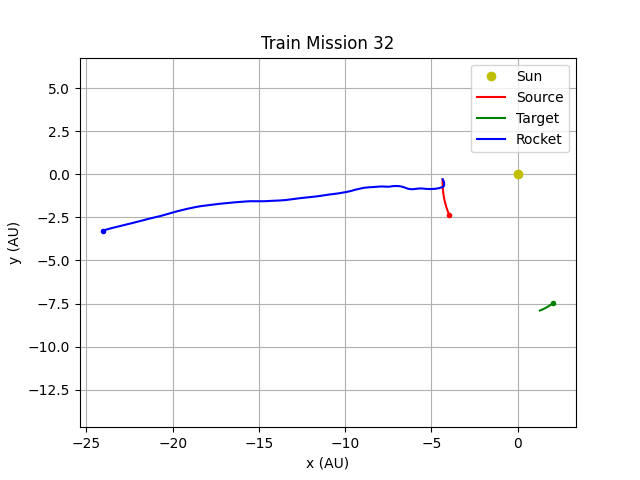 Train Mission 32
Sun
Source
Target
Rocket
5.0
2.5
0.0
−2.5
−5.0
−7.5
−10.0
−12.5
y (AU)
−25
−20
−15
−10
−5
0
x (AU)